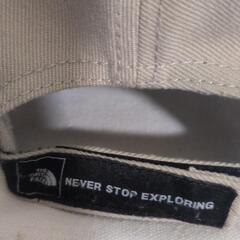 THE
NORTH
FACE
NEVER STOP EXPLORING